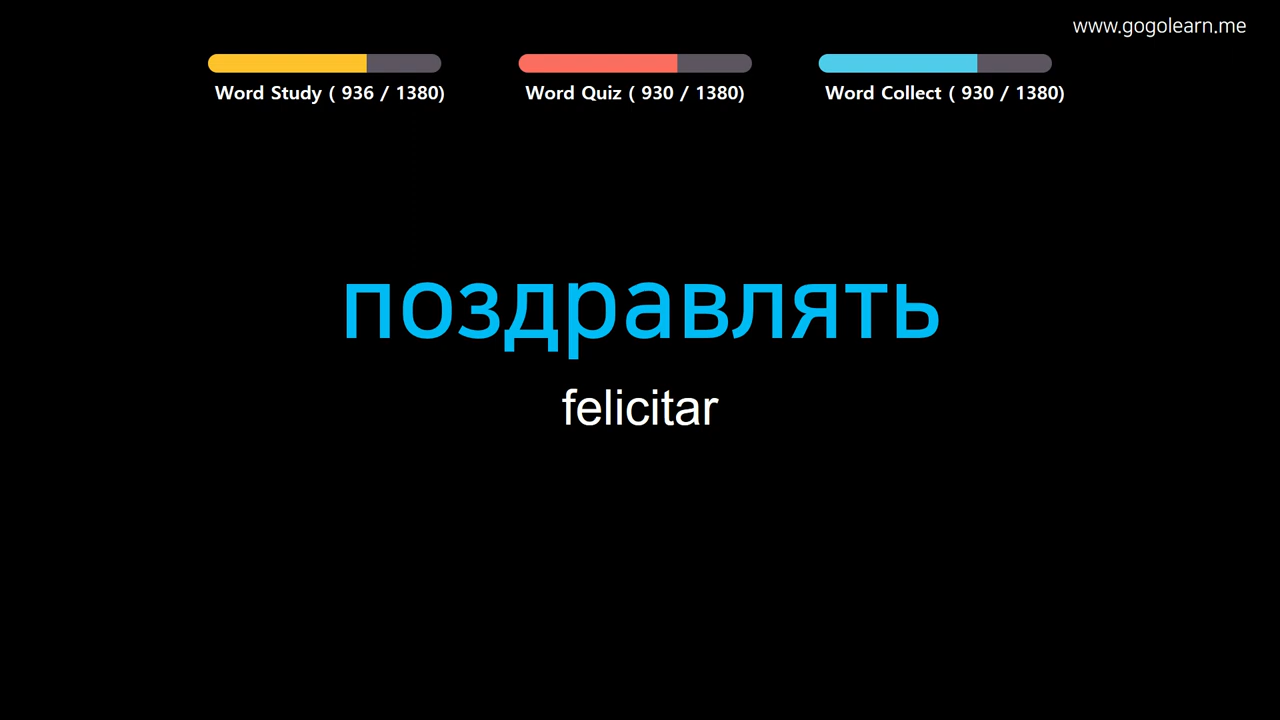 www.gogolearn.me
Word Study ( 936 / 1380)
Word Quiz ( 930 / 1380)
Word Collect ( 930 / 1380)
поздравлять
felicitar